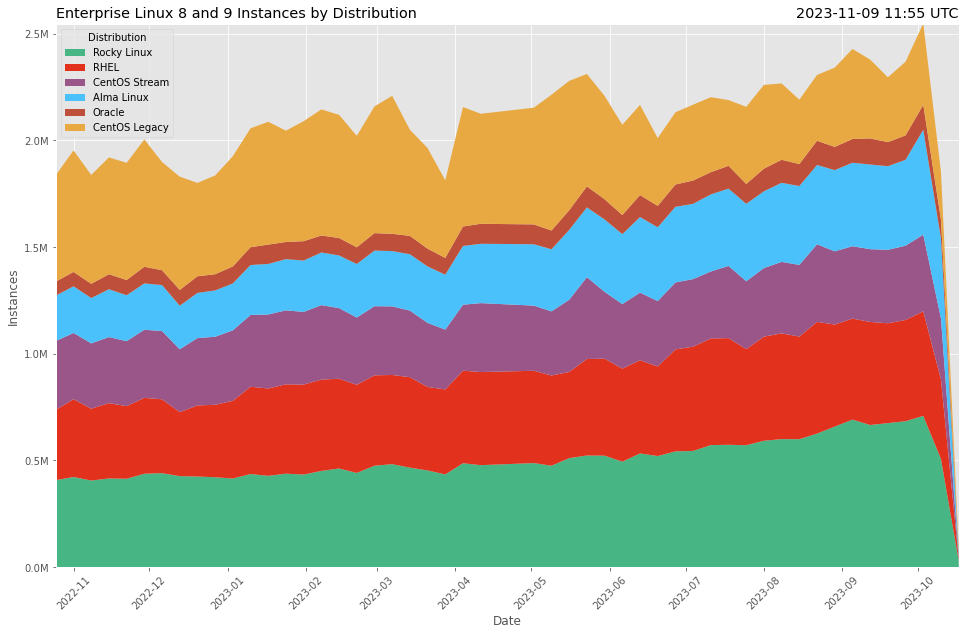 Enterprise Linux 8 and 9 Instances by Distribution
2023-11-09 11:55 UTC
2.5M
2.0M
1.5M
1.0M
0.5M
0.0M
Instances
Distribution
Rocky Linux
RHEL
CentOS Stream
Alma Linux
Oracle
CentOS Legacy
2022-11
2022-12
2023-01
2023-02
2023-03
2023-04
2023-05
2023-06
2023-07
2023-08
2023-09
2023-10
Date